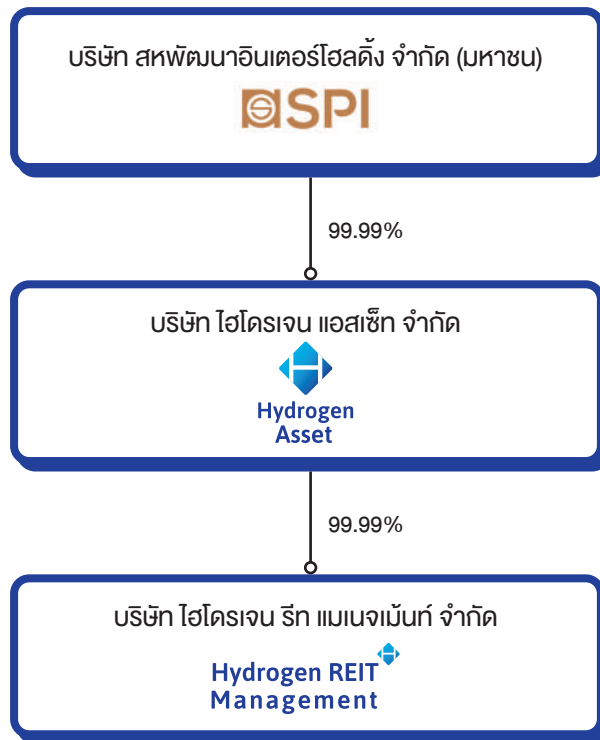 บริษัท สหพัฒนาอินเตอร์โฮลดิ้ง จำกัด (มหาชน)
SPI
99.99%
บริษัท ไฮโดรเจน แอสเซ็ท จำกัด
Hydrogen
Asset
99.99%
บริษัท ไฮโดรเจน รีท แมเนจเม้นท์ จำกัด
Hydrogen REIT
Management